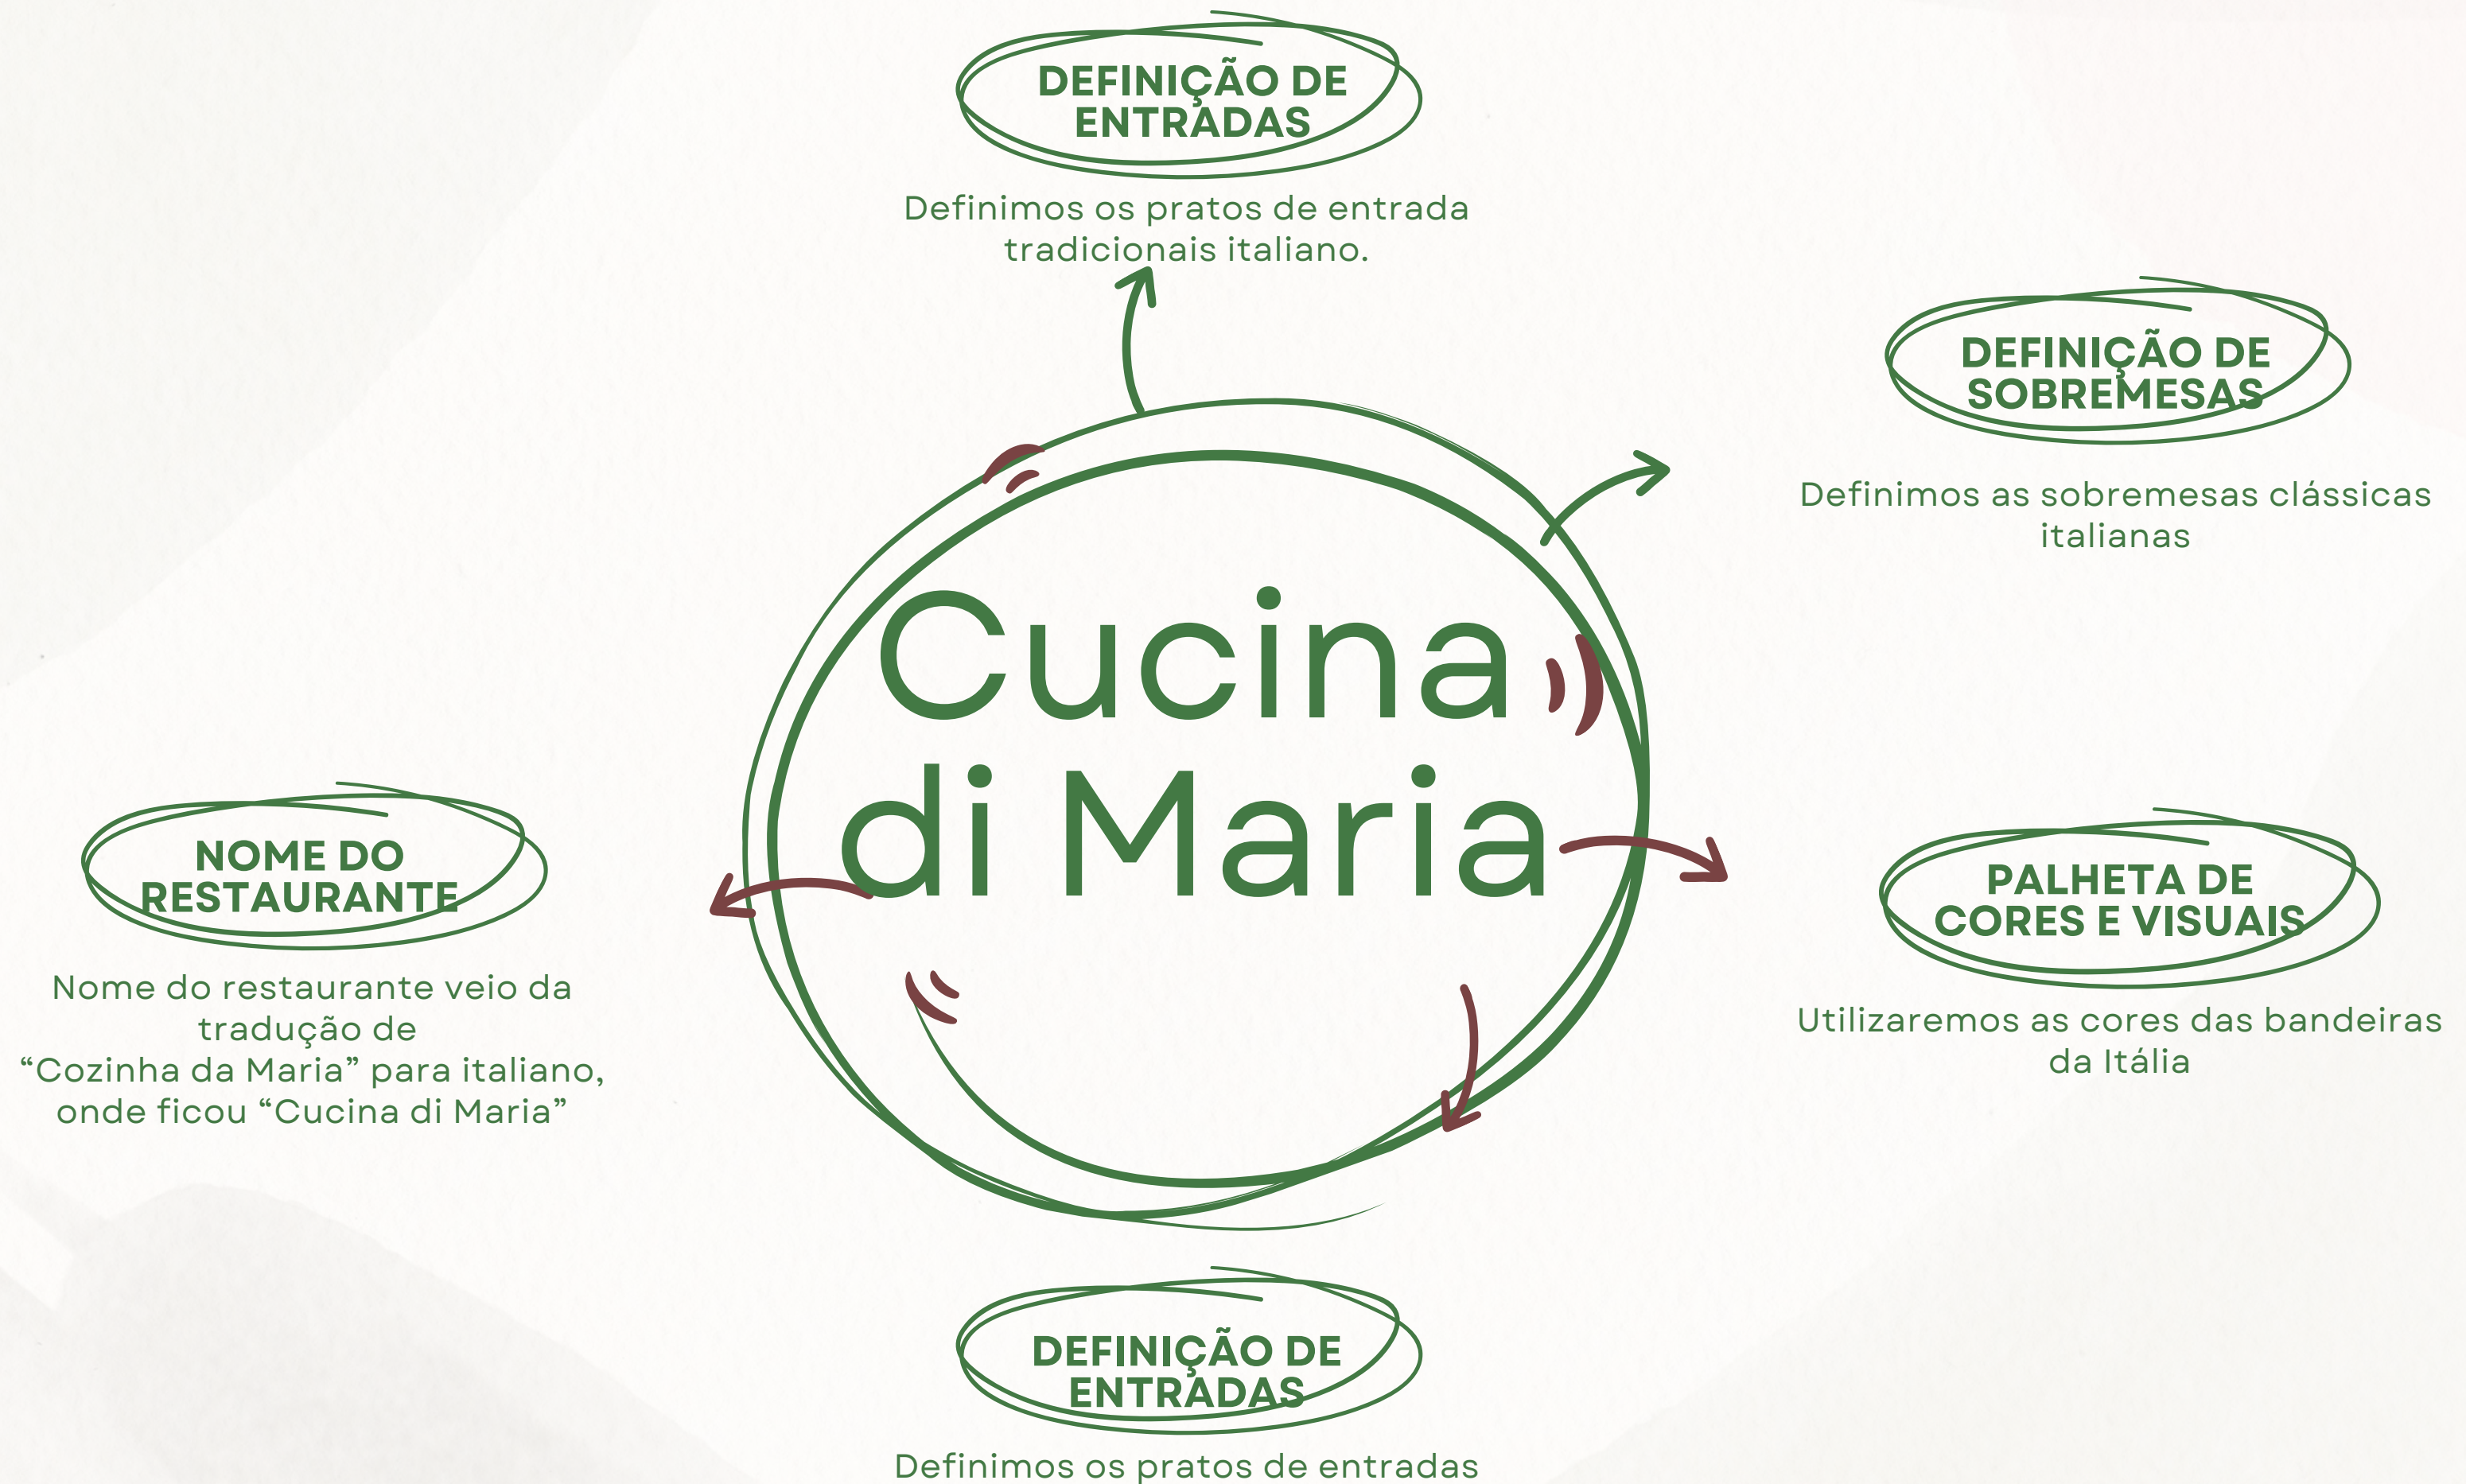 DEFINIÇÃO DE
ENTRADAS
Definimos os pratos de entrada
tradicionais italiano.
DEFINIÇÃO DE
SOBREMESAS
Definimos as sobremesas clássicas
italianas
Cucina
di Maria
NOME DO
RESTAURANTE
Nome do restaurante veio da
tradução de
“Cozinha da Maria” para italiano,
onde ficou “Cucina di Maria”
PALHETA DE
CORES E VISUAIS
Utilizaremos as cores das bandeiras
da Itália
DEFINIÇÃO DE
ENTRADAS
Definimos os pratos de entradas